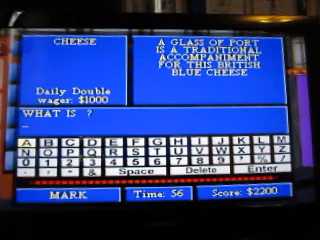 CHEESE
Daily Double
wager: $1000
A GLASS OF PORT
IS A TRADITIONAL
ACCOMPANIMENT
FOR THIS BRITISH
BLUE CHEESE
WHAT IS ?
_
A B C D E F G H I J K L M
N O P Q R S T U V W X Y Z
0 1 2 3 4 5 6 7 8 9 ' % /
& Space Delete Enter
MARK
Time: 56
Score: $2200